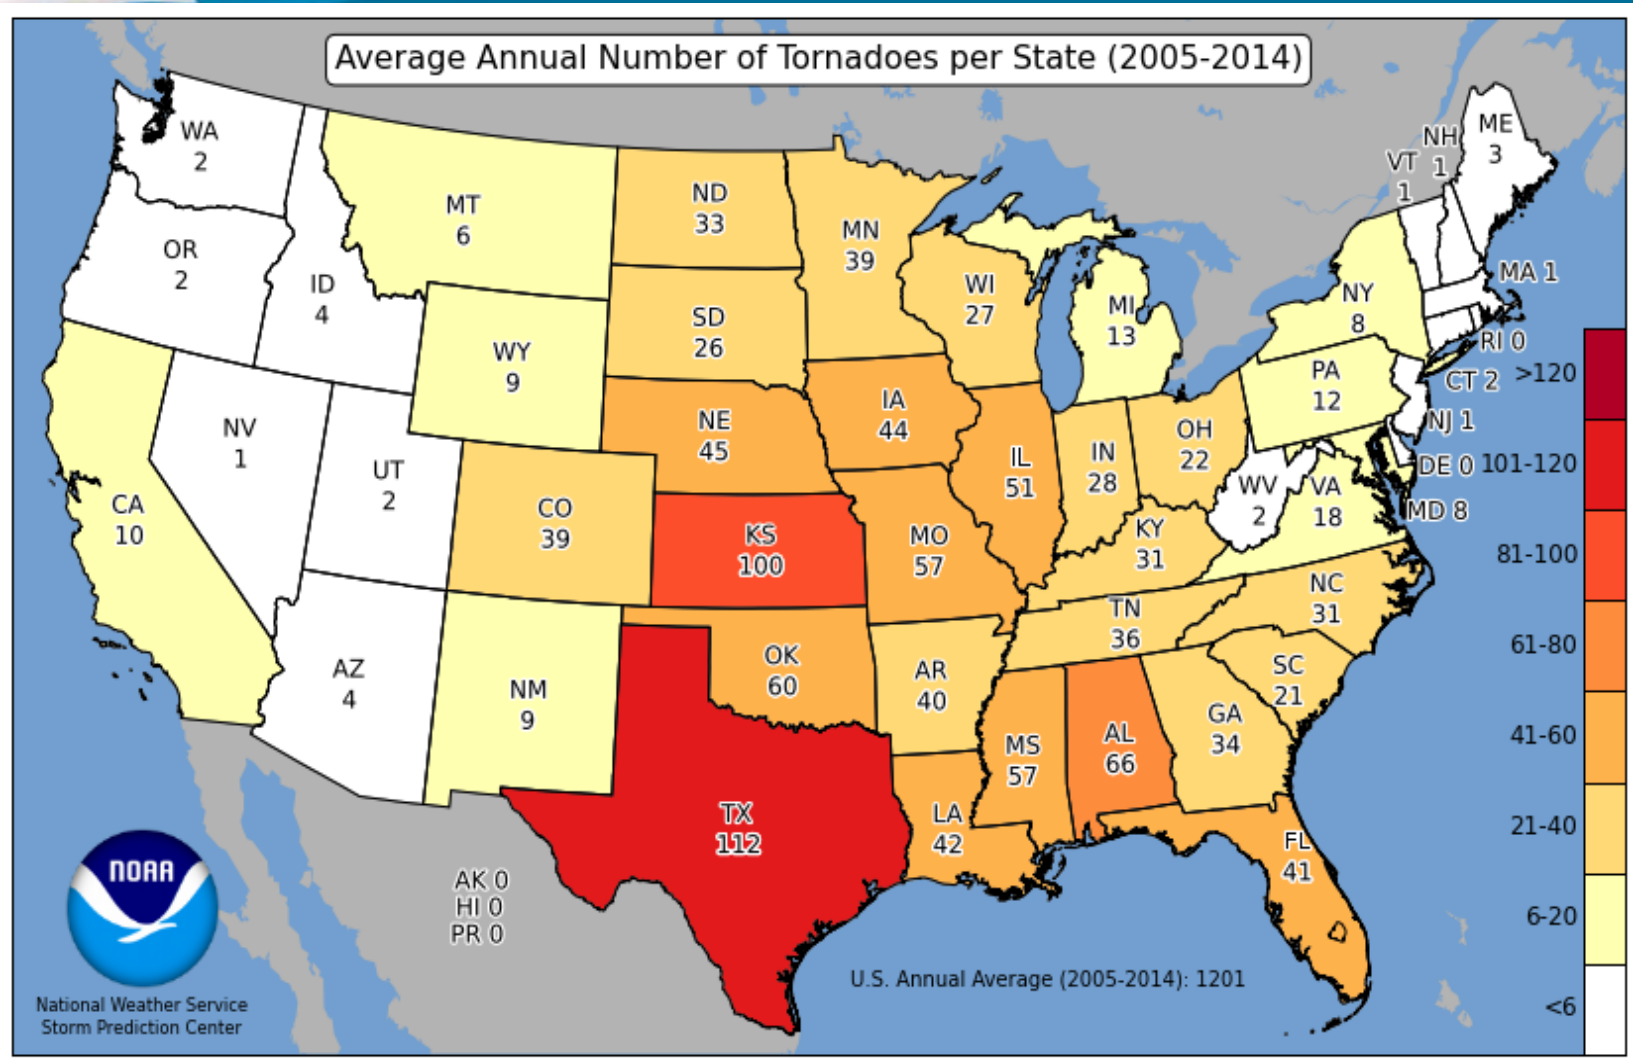 Average Annual Number of Tornadoes per State (2005-2014)
WA
2
OR
2
ID
4
MT
6
ND
33
MN
39
NH
1
VT
1
ME
3
MA 1
RI 0
CT 2
NJ 1
DE 0
MD 8
NY
8
PA
12
WI
27
MI
13
SD
26
WY
9
NE
45
IA
44
IL
51
IN
28
OH
22
WV
2
VA
18
CA
10
NV
1
UT
2
CO
39
KS
100
MO
57
KY
31
NC
31
TN
36
SC
21
AZ
4
NM
9
OK
60
AR
40
MS
57
AL
66
GA
34
TX
112
LA
42
FL
41
AK 0
HI 0
PR 0
U.S. Annual Average (2005-2014): 1201
>120
101-120
81-100
61-80
41-60
21-40
6-20
<6
NOAA
National Weather Service
Storm Prediction Center